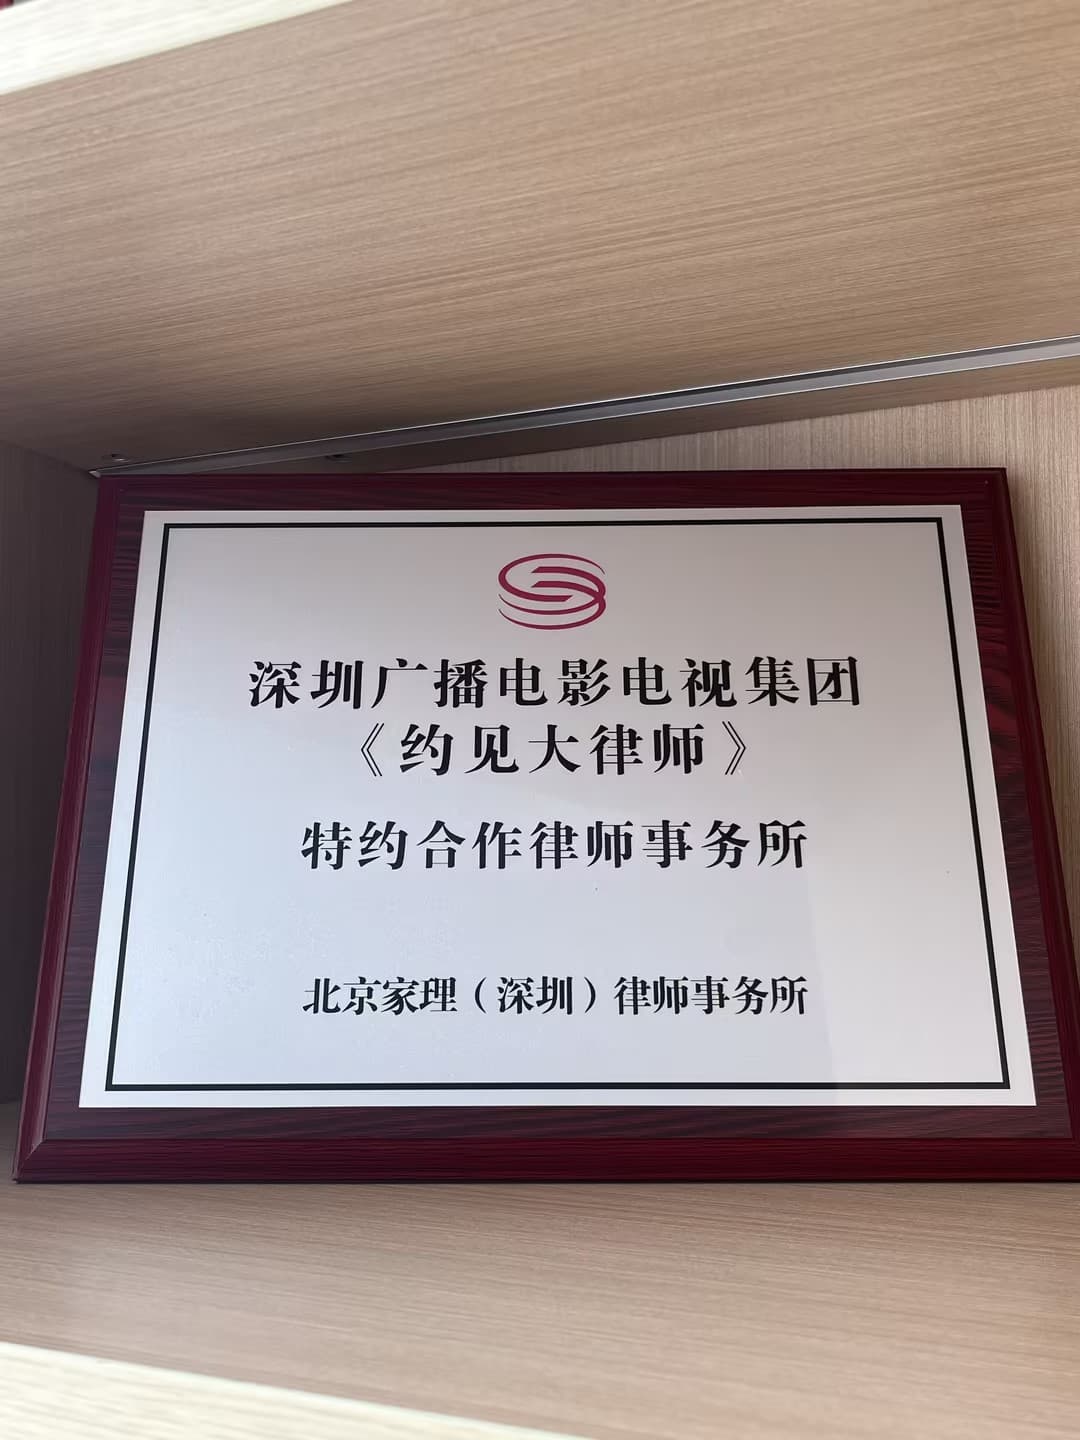 深圳广播电影电视集团
《约见大律师》
特约合作律师事务所
北京家理（深圳）律师事务所